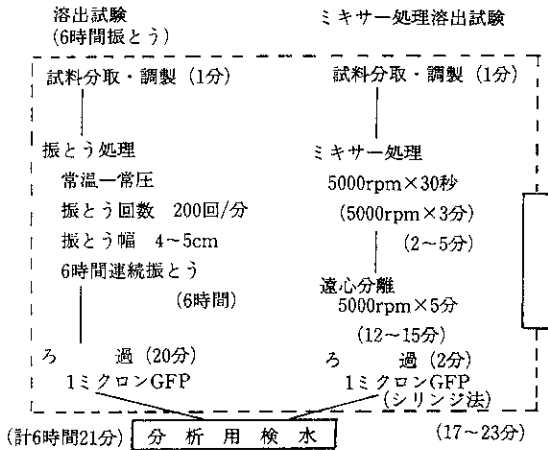 溶出試験
(6時間振とう)
ミキサー処理溶出試験
試料分取・調製 (1分)
振とう処理
常温一常圧
振とう回数 200回/分
振とう幅 4~5cm
6時間連続振とう
(6時間)
ろ 過 (20分)
1ミクロンGFP
試料分取・調製 (1分)
ミキサー処理
5000rpm×30秒
(5000rpm×3分)
(2~5分)
遠心分離
5000rpm×5分
(12~15分)
ろ 過 (2分)
1ミクロンGFP
(シリンジ法)
(計6時間21分)
分析用検水
(17~23分)